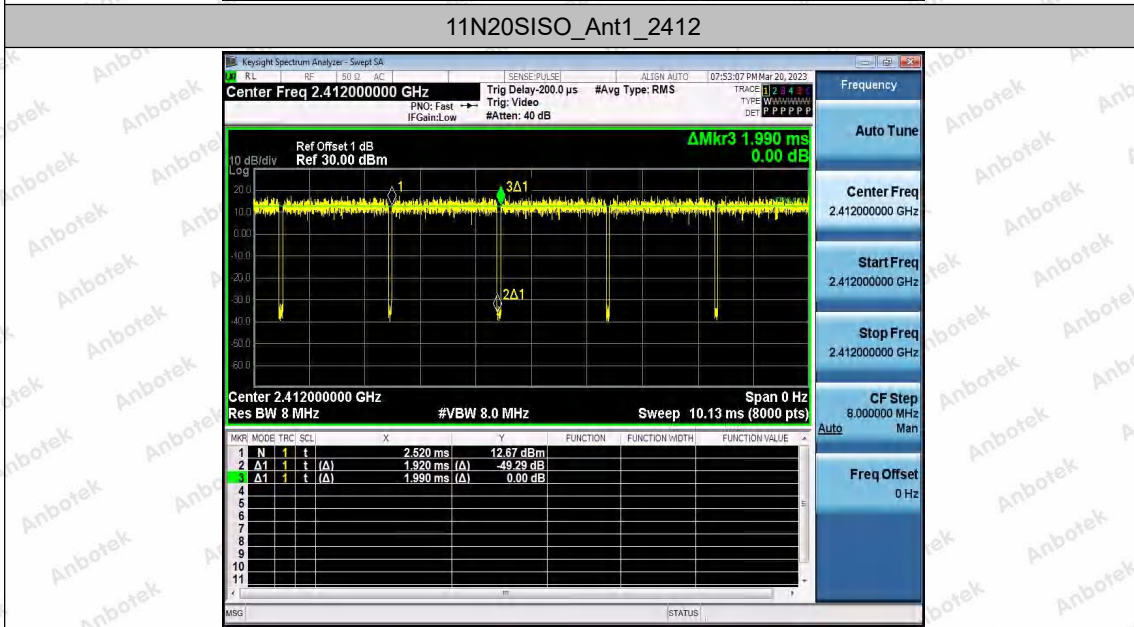 11N20SISO_Ant1_2412
Keysight Spectrum Analyzer - Swept SA
RL RF 50 Ω AC SENSE:PULSE ALIGN AUTO 07:53:07 PM Mar 20, 2023
Center Freq 2.412000000 GHz
PNO: Fast
IFGain:Low
Trig Delay-200.0 µs
Trig: Video
#Atten: 40 dB
#Avg Type: RMS
TRACE 1 2 3 4 5 6
TYPE WWWWWW
DET P P P P P P
Ref Offset 1 dB
10 dB/div Ref 30.00 dBm
Log
ΔMkr3 1.990 ms
0.00 dB
20.0
10.0
0.00
-10.0
-20.0
-30.0
-40.0
-50.0
-60.0
1
3Δ1
2Δ1
Center 2.412000000 GHz Span 0 Hz
Res BW 8 MHz #VBW 8.0 MHz Sweep 10.13 ms (8000 pts)
MKR MODE TRC SCL X Y FUNCTION FUNCTION WIDTH FUNCTION VALUE
1 N 1 t 2.520 ms 12.67 dBm
2 Δ1 1 t (Δ) 1.920 ms (Δ) -49.29 dB
3 Δ1 1 t (Δ) 1.990 ms (Δ) 0.00 dB
4
5
6
7
8
9
10
11
MSG STATUS
Frequency
Auto Tune
Center Freq
2.412000000 GHz
Start Freq
2.412000000 GHz
Stop Freq
2.412000000 GHz
CF Step
8.000000 MHz
Auto Man
Freq Offset
0 Hz
Anbotek